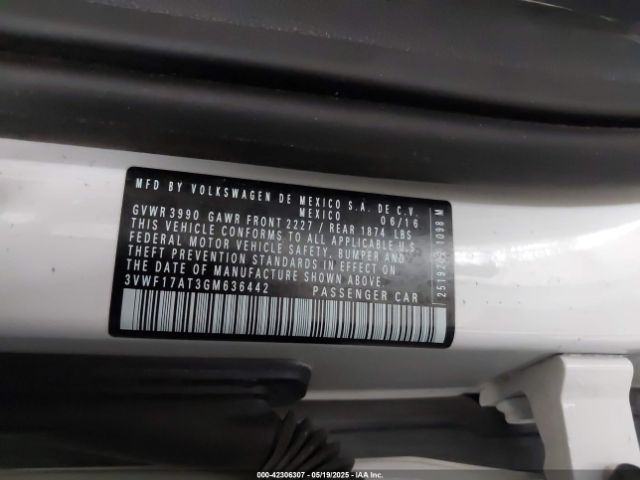 MFD BY VOLKSWAGEN DE MEXICO S.A. DE C.V.
MEXICO 06/16
GVWR 3990 GAWR FRONT 2227 / REAR 1874 LBS
THIS VEHICLE CONFORMS TO ALL APPLICABLE U.S.
FEDERAL MOTOR VEHICLE SAFETY, BUMPER AND
THEFT PREVENTION STANDARDS IN EFFECT ON
THE DATE OF MANUFACTURE SHOWN ABOVE
3VWF17AT3GM636442 PASSENGER CAR
1098 M
000-42306307 - 05/19/2025 - IAA Inc.